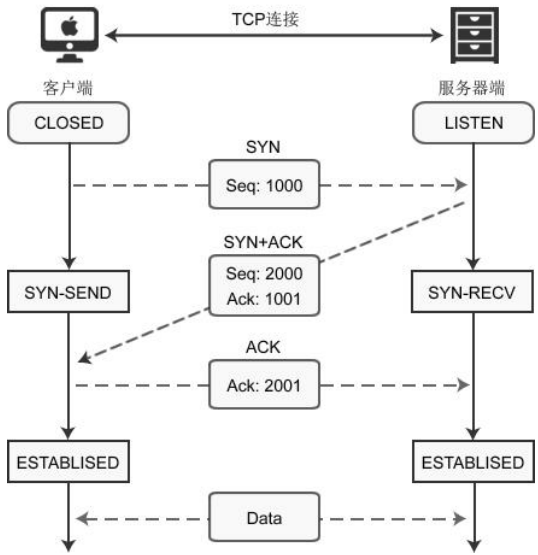 TCP连接
客户端
服务器端
CLOSED
LISTEN
SYN
Seq: 1000
SYN+ACK
Seq: 2000
Ack: 1001
SYN-SEND
SYN-RECV
ACK
Ack: 2001
ESTABLISED
ESTABLISED
Data